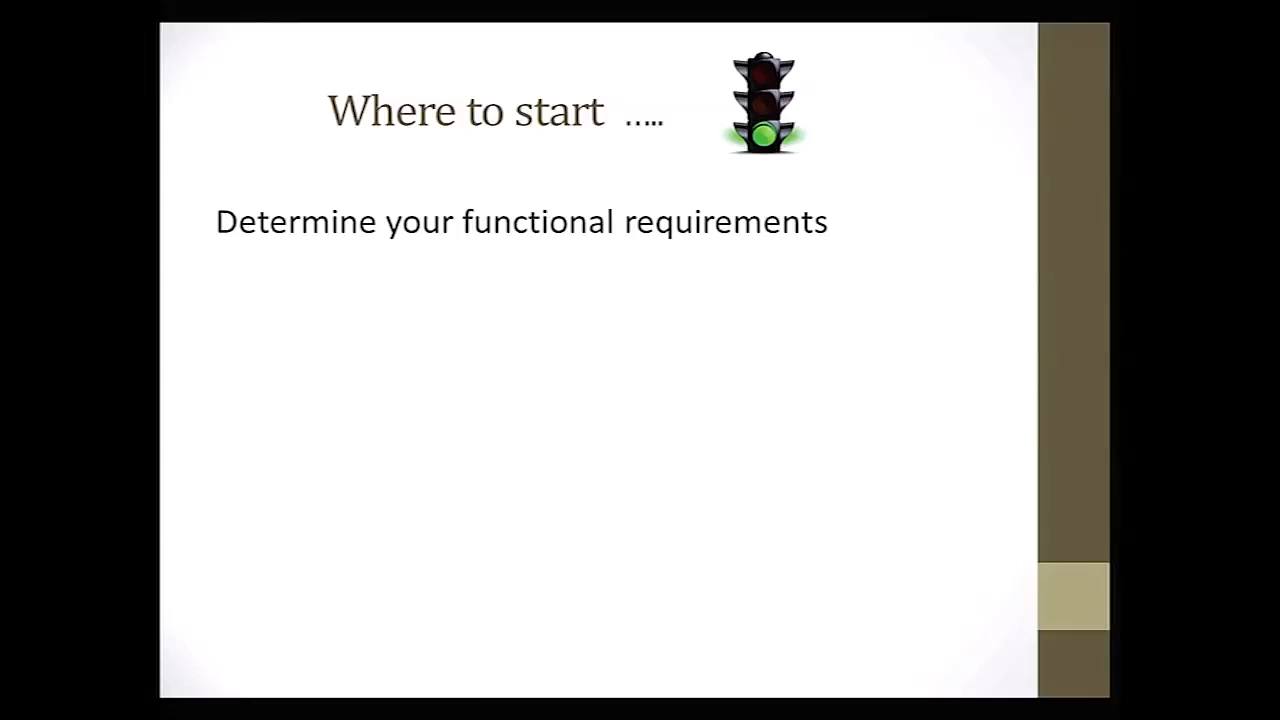 Where to start .....
Determine your functional requirements